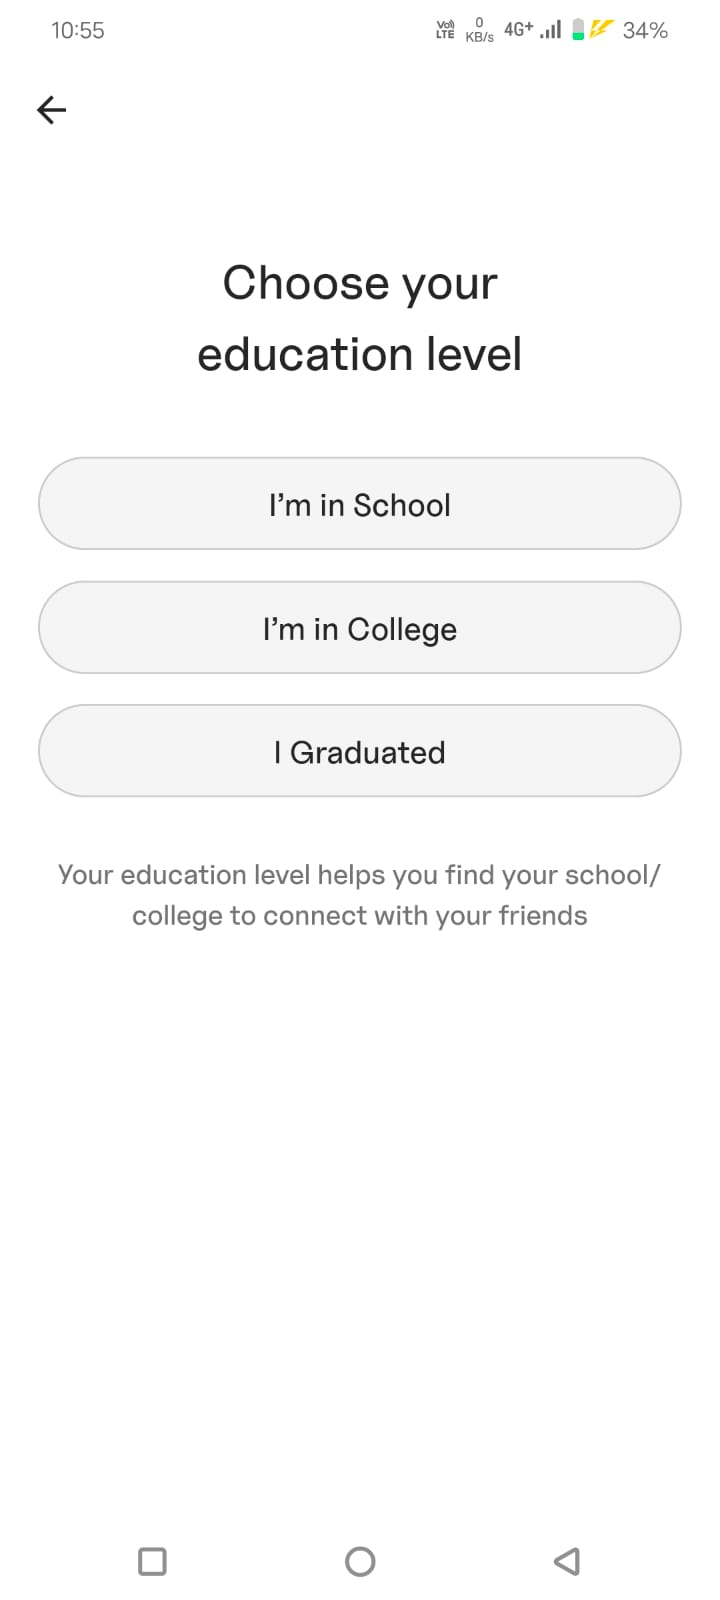 10:55
Vo)) LTE 0 KB/s 4G+ 34%
Choose your
education level
I'm in School
I'm in College
I Graduated
Your education level helps you find your school/
college to connect with your friends